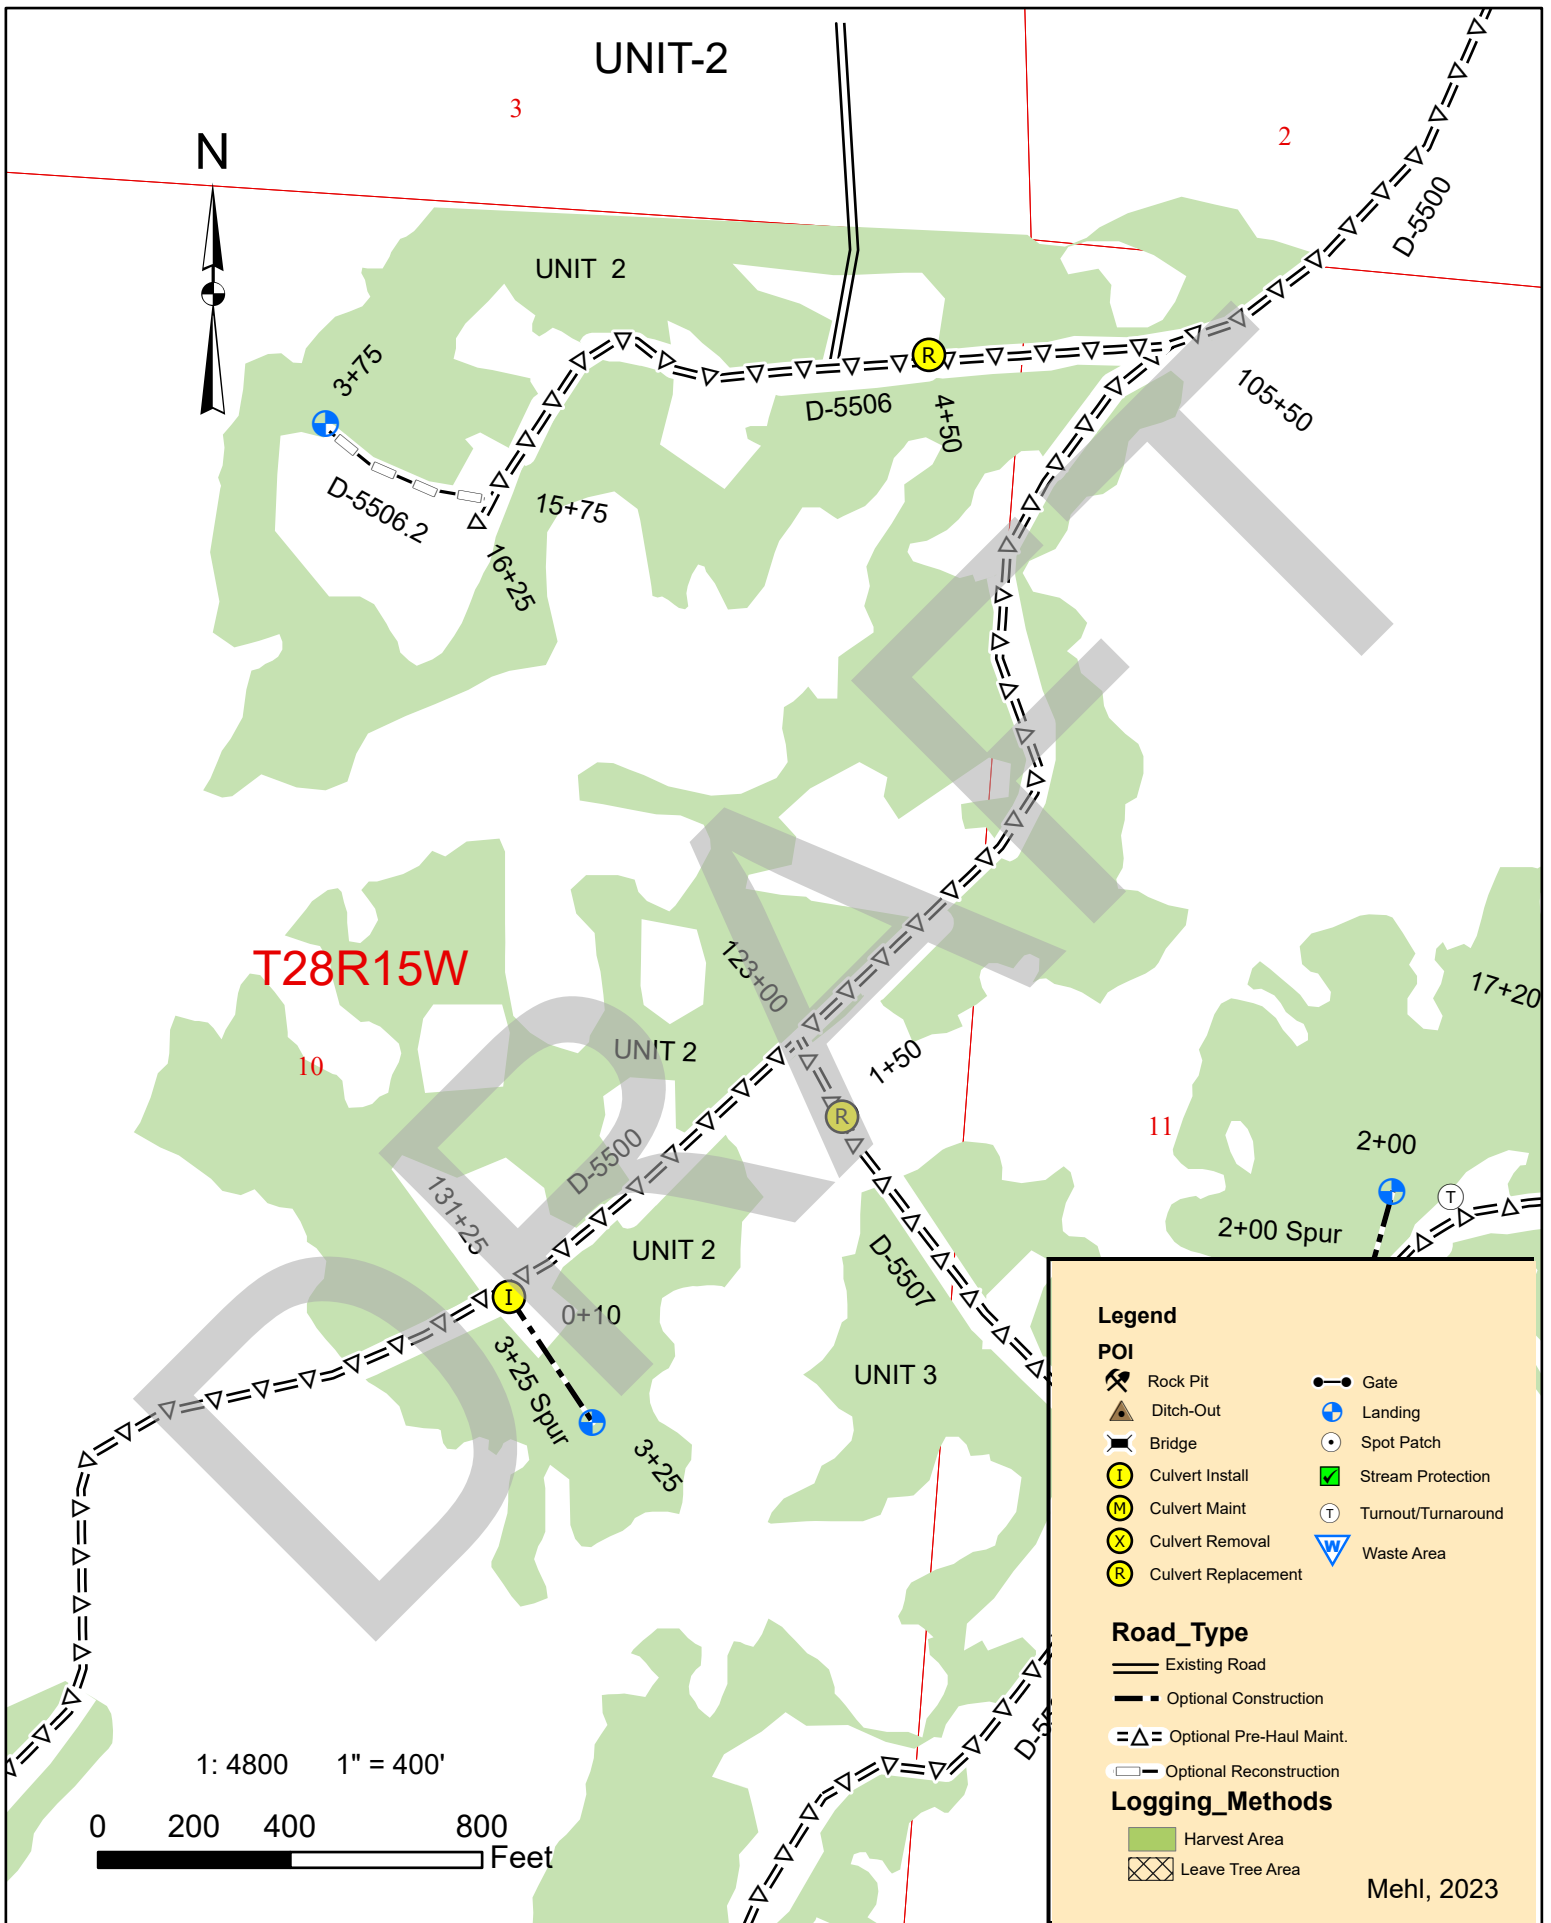 UNIT-2
3
2
N
D-5500
UNIT 2
3+75
R
105+50
D-5506
4+50
D-5506.2
15+75
16+25
T28R15W
123+00
17+20
10
UNIT 2
1+50
R
11
2+00
D-5500
131+25
T
2+00 Spur
UNIT 2
D-5507
I
0+10
3+25 Spur
UNIT 3
3+25
DRAFT
Legend
POI
Rock Pit
Gate
Ditch-Out
Landing
Bridge
Spot Patch
I Culvert Install
Stream Protection
M Culvert Maint
T Turnout/Turnaround
X Culvert Removal
W Waste Area
R Culvert Replacement
Road_Type
Existing Road
Optional Construction
Optional Pre-Haul Maint.
Optional Reconstruction
Logging_Methods
Harvest Area
Leave Tree Area
Mehl, 2023
1: 4800 1" = 400'
0 200 400 800
Feet